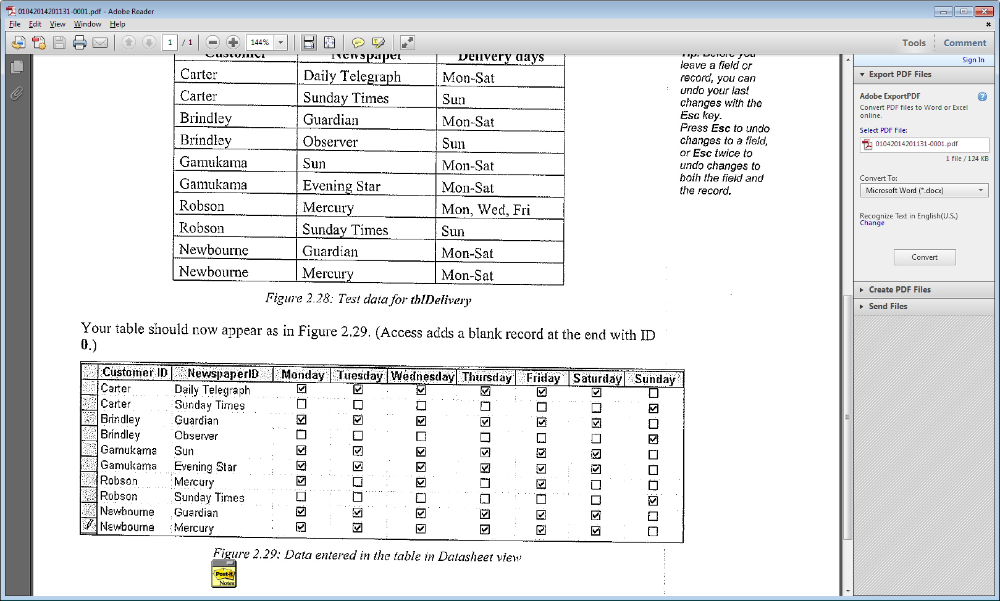 01042014201131-0001.pdf - Adobe Reader
File Edit View Window Help
1 / 1 144% Tools Comment
Customer Newspaper Delivery days
Carter Daily Telegraph Mon-Sat
Carter Sunday Times Sun
Brindley Guardian Mon-Sat
Brindley Observer Sun
Gamukama Sun Mon-Sat
Gamukama Evening Star Mon-Sat
Robson Mercury Mon, Wed, Fri
Robson Sunday Times Sun
Newbourne Guardian Mon-Sat
Newbourne Mercury Mon-Sat
Figure 2.28: Test data for tblDelivery
Tip: Before you
leave a field or
record, you can
undo your last
changes with the
Esc key.
Press Esc to undo
changes to a field,
or Esc twice to
undo changes to
both the field and
the record.
Your table should now appear as in Figure 2.29. (Access adds a blank record at the end with ID
0.)
Customer ID NewspaperID Monday Tuesday Wednesday Thursday Friday Saturday Sunday
Carter Daily Telegraph
Carter Sunday Times
Brindley Guardian
Brindley Observer
Gamukama Sun
Gamukama Evening Star
Robson Mercury
Robson Sunday Times
Newbourne Guardian
Newbourne Mercury
Figure 2.29: Data entered in the table in Datasheet view
Post-it
Notes
Sign In
Export PDF Files
Adobe ExportPDF
Convert PDF files to Word or Excel
online.
Select PDF File:
01042014201131-0001.pdf
1 file / 124 KB
Convert To:
Microsoft Word (*.docx)
Recognize Text in English(U.S.)
Change
Convert
Create PDF Files
Send Files